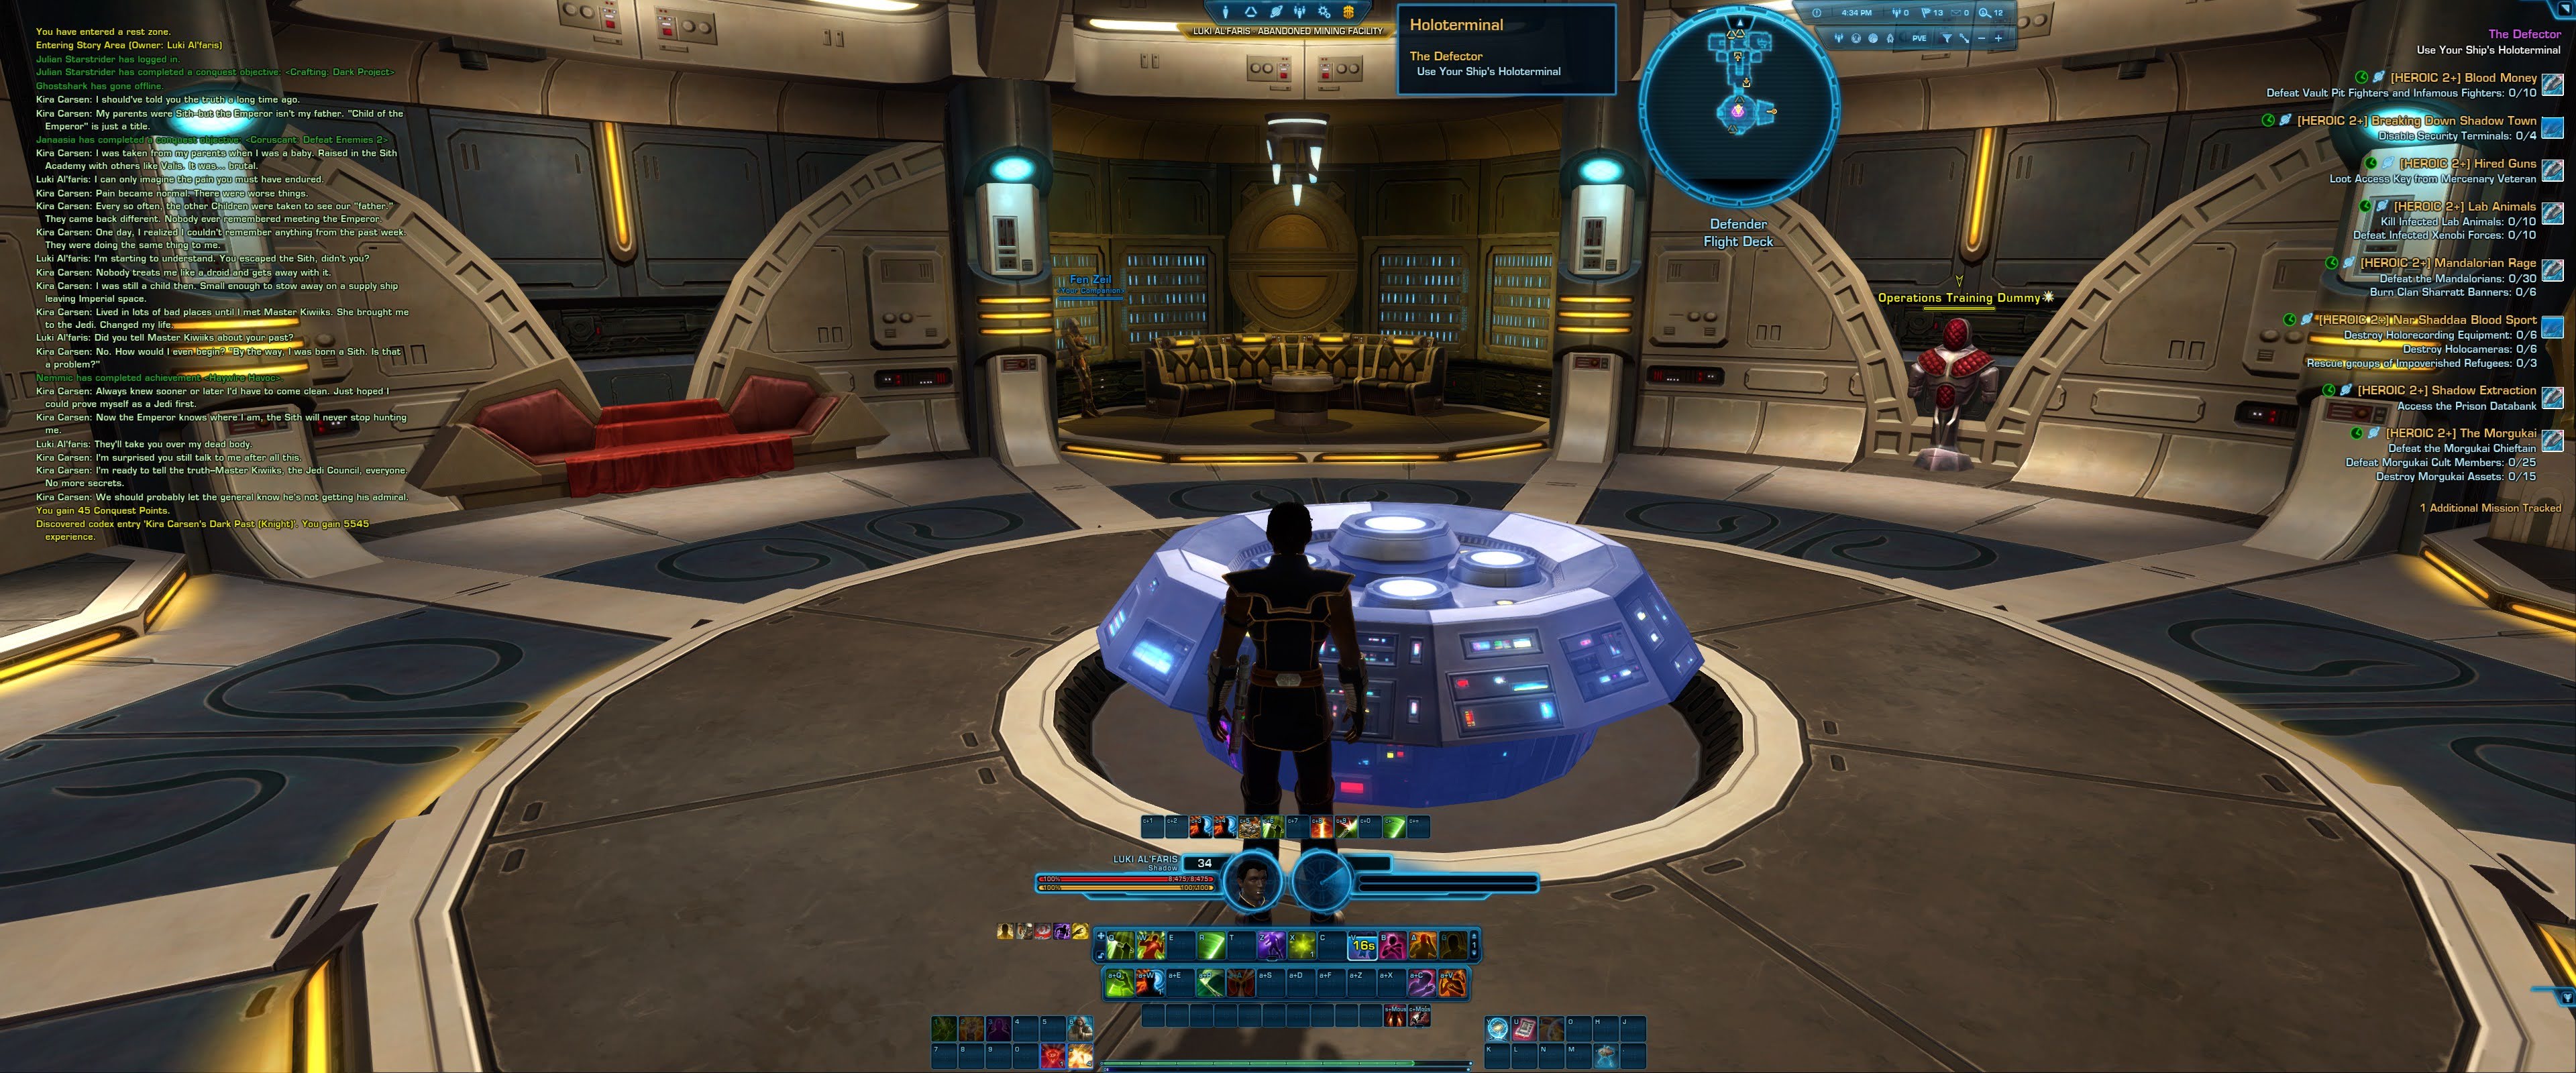 You have entered a rest zone.
Entering Story Area (Owner: Luki Al'faris)
Julian Starstrider has logged in.
Julian Starstrider has completed a conquest objective: <Crafting: Dark Project>
Ghostshark has gone offline.
Kira Carsen: I should've told you the truth a long time ago.
Kira Carsen: My parents were Sith-but the Emperor isn't my father. "Child of the
Emperor" is just a title.
Janaasia has completed a conquest objective: <Coruscant: Defeat Enemies 2>
Kira Carsen: I was taken from my parents when I was a baby. Raised in the Sith
Academy with others like Valis. It was... brutal.
Luki Al'faris: I can only imagine the pain you must have endured.
Kira Carsen: Pain became normal. There were worse things.
Kira Carsen: Every so often, the other Children were taken to see our "father."
They came back different. Nobody ever remembered meeting the Emperor.
Kira Carsen: One day, I realized I couldn't remember anything from the past week.
They were doing the same thing to me.
Luki Al'faris: I'm starting to understand. You escaped the Sith, didn't you?
Kira Carsen: Nobody treats me like a droid and gets away with it.
Kira Carsen: I was still a child then. Small enough to stow away on a supply ship
leaving Imperial space.
Kira Carsen: Lived in lots of bad places until I met Master Kiwiiks. She brought me
to the Jedi. Changed my life.
Luki Al'faris: Did you tell Master Kiwiiks about your past?
Kira Carsen: No. How would I even begin? "By the way, I was born a Sith. Is that
a problem?"
Nemmic has completed achievement <Haywire Havoc>.
Kira Carsen: Always knew sooner or later I'd have to come clean. Just hoped I
could prove myself as a Jedi first.
Kira Carsen: Now the Emperor knows where I am, the Sith will never stop hunting
me.
Luki Al'faris: They'll take you over my dead body.
Kira Carsen: I'm surprised you still talk to me after all this.
Kira Carsen: I'm ready to tell the truth-Master Kiwiiks, the Jedi Council, everyone.
No more secrets.
Kira Carsen: We should probably let the general know he's not getting his admiral.
You gain 45 Conquest Points.
Discovered codex entry 'Kira Carsen's Dark Past (Knight)'. You gain 5545
experience.
LUKI AL'FARIS - ABANDONED MINING FACILITY
Holoterminal
The Defector
Use Your Ship's Holoterminal
4:34 PM 0 13 0 12
PVE
Defender
Flight Deck
Fen Zeil
<Your Companion>
Operations Training Dummy
The Defector
Use Your Ship's Holoterminal
[HEROIC 2+] Blood Money
Defeat Vault Pit Fighters and Infamous Fighters: 0/10
[HEROIC 2+] Breaking Down Shadow Town
Disable Security Terminals: 0/4
[HEROIC 2+] Hired Guns
Loot Access Key from Mercenary Veteran
[HEROIC 2+] Lab Animals
Kill Infected Lab Animals: 0/10
Defeat Infected Xenobi Forces: 0/10
[HEROIC 2+] Mandalorian Rage
Defeat the Mandalorians: 0/30
Burn Clan Sharratt Banners: 0/6
[HEROIC 2+] Nar Shaddaa Blood Sport
Destroy Holorecording Equipment: 0/6
Destroy Holocameras: 0/6
Rescue groups of Impoverished Refugees: 0/3
[HEROIC 2+] Shadow Extraction
Access the Prison Databank
[HEROIC 2+] The Morgukai
Defeat the Morgukai Chieftain
Defeat Morgukai Cult Members: 0/25
Destroy Morgukai Assets: 0/15
1 Additional Mission Tracked
LUKI AL'FARIS
Shadow
34
100% 8,475/8,475
100% 100/100
E R T Z X C 16s B
a+Q a+W a+E a+S a+D a+F a+Z a+X a+C a+V
4 5
7 8 9 0
U O H J
K L N M